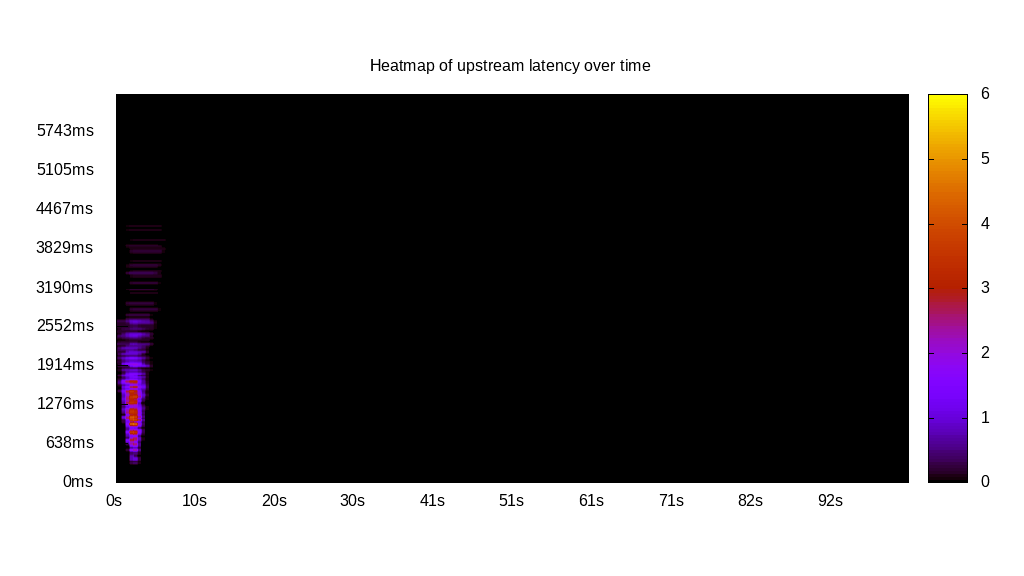 Heatmap of upstream latency over time
5743ms
5105ms
4467ms
3829ms
3190ms
2552ms
1914ms
1276ms
638ms
0ms
0s 10s 20s 30s 41s 51s 61s 71s 82s 92s
6
5
4
3
2
1
0